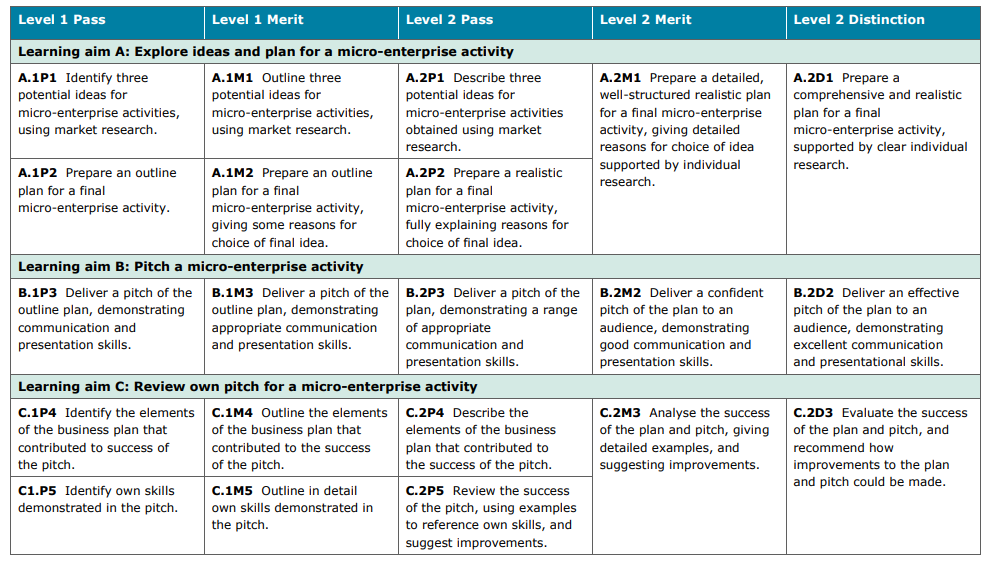 Level 1 Pass
Level 1 Merit
Level 2 Pass
Level 2 Merit
Level 2 Distinction
Learning aim A: Explore ideas and plan for a micro-enterprise activity
A.1P1 Identify three
potential ideas for
micro-enterprise activities,
using market research.
A.1M1 Outline three
potential ideas for
micro-enterprise activities,
using market research.
A.2P1 Describe three
potential ideas for
micro-enterprise activities
obtained using market
research.
A.2M1 Prepare a detailed,
well-structured realistic plan
for a final micro-enterprise
activity, giving detailed
reasons for choice of idea
supported by individual
research.
A.2D1 Prepare a
comprehensive and realistic
plan for a final
micro-enterprise activity,
supported by clear individual
research.
A.1P2 Prepare an outline
plan for a final
micro-enterprise activity.
A.1M2 Prepare an outline
plan for a final
micro-enterprise activity,
giving some reasons for
choice of final idea.
A.2P2 Prepare a realistic
plan for a final
micro-enterprise activity,
fully explaining reasons for
choice of final idea.
Learning aim B: Pitch a micro-enterprise activity
B.1P3 Deliver a pitch of the
outline plan, demonstrating
communication and
presentation skills.
B.1M3 Deliver a pitch of the
outline plan, demonstrating
appropriate communication
and presentation skills.
B.2P3 Deliver a pitch of the
plan, demonstrating a range
of appropriate
communication and
presentation skills.
B.2M2 Deliver a confident
pitch of the plan to an
audience, demonstrating
good communication and
presentation skills.
B.2D2 Deliver an effective
pitch of the plan to an
audience, demonstrating
excellent communication
and presentational skills.
Learning aim C: Review own pitch for a micro-enterprise activity
C.1P4 Identify the elements
of the business plan that
contributed to success of
the pitch.
C.1M4 Outline the elements
of the business plan that
contributed to the success
of the pitch.
C.2P4 Describe the
elements of the business
plan that contributed to
the success of the pitch.
C.2M3 Analyse the success
of the plan and pitch, giving
detailed examples, and
suggesting improvements.
C.2D3 Evaluate the success
of the plan and pitch, and
recommend how
improvements to the plan
and pitch could be made.
C1.P5 Identify own skills
demonstrated in the pitch.
C.1M5 Outline in detail
own skills demonstrated in
the pitch.
C.2P5 Review the success
of the pitch, using examples
to reference own skills, and
suggest improvements.